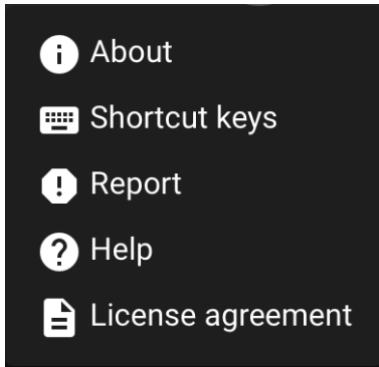 About
Shortcut keys
Report
Help
License agreement